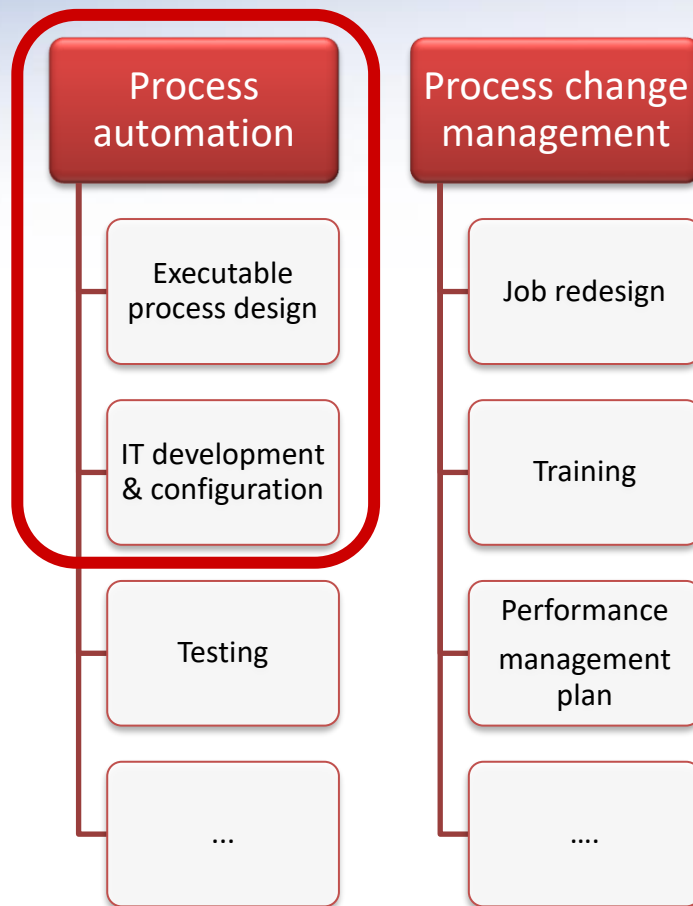 Process
automation
Executable
process design
IT development
& configuration
Testing
...
Process change
management
Job redesign
Training
Performance
management
plan
....